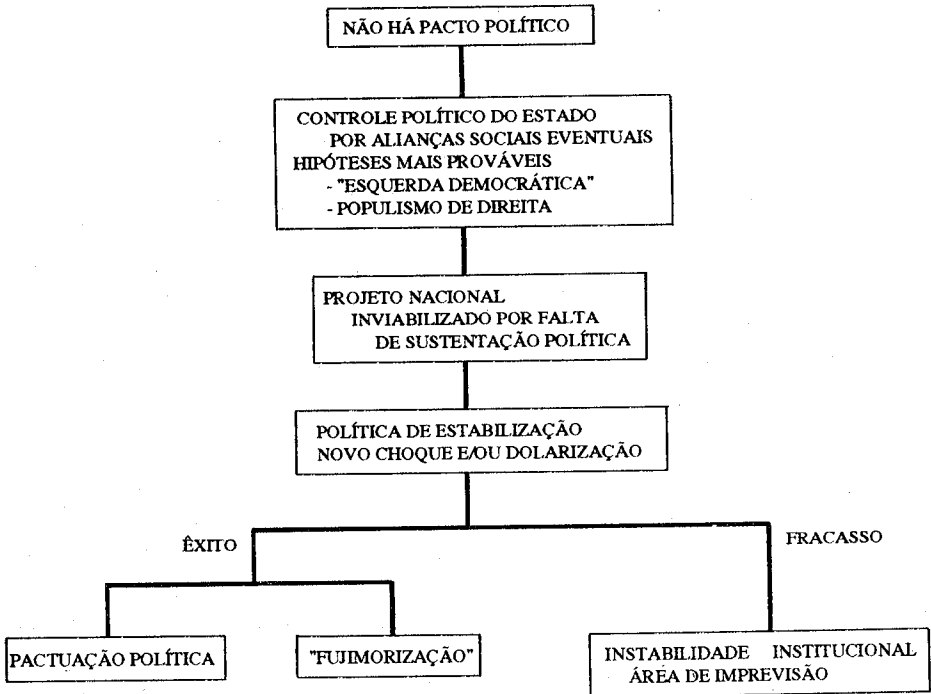 NÃO HÁ PACTO POLÍTICO
CONTROLE POLÍTICO DO ESTADO
POR ALIANÇAS SOCIAIS EVENTUAIS
HIPÓTESES MAIS PROVÁVEIS
- "ESQUERDA DEMOCRÁTICA"
- POPULISMO DE DIREITA
PROJETO NACIONAL
INVIABILIZADO POR FALTA
DE SUSTENTAÇÃO POLÍTICA
POLÍTICA DE ESTABILIZAÇÃO
NOVO CHOQUE E/OU DOLARIZAÇÃO
ÊXITO
FRACASSO
PACTUAÇÃO POLÍTICA
"FUJIMORIZAÇÃO"
INSTABILIDADE INSTITUCIONAL
ÁREA DE IMPREVISÃO